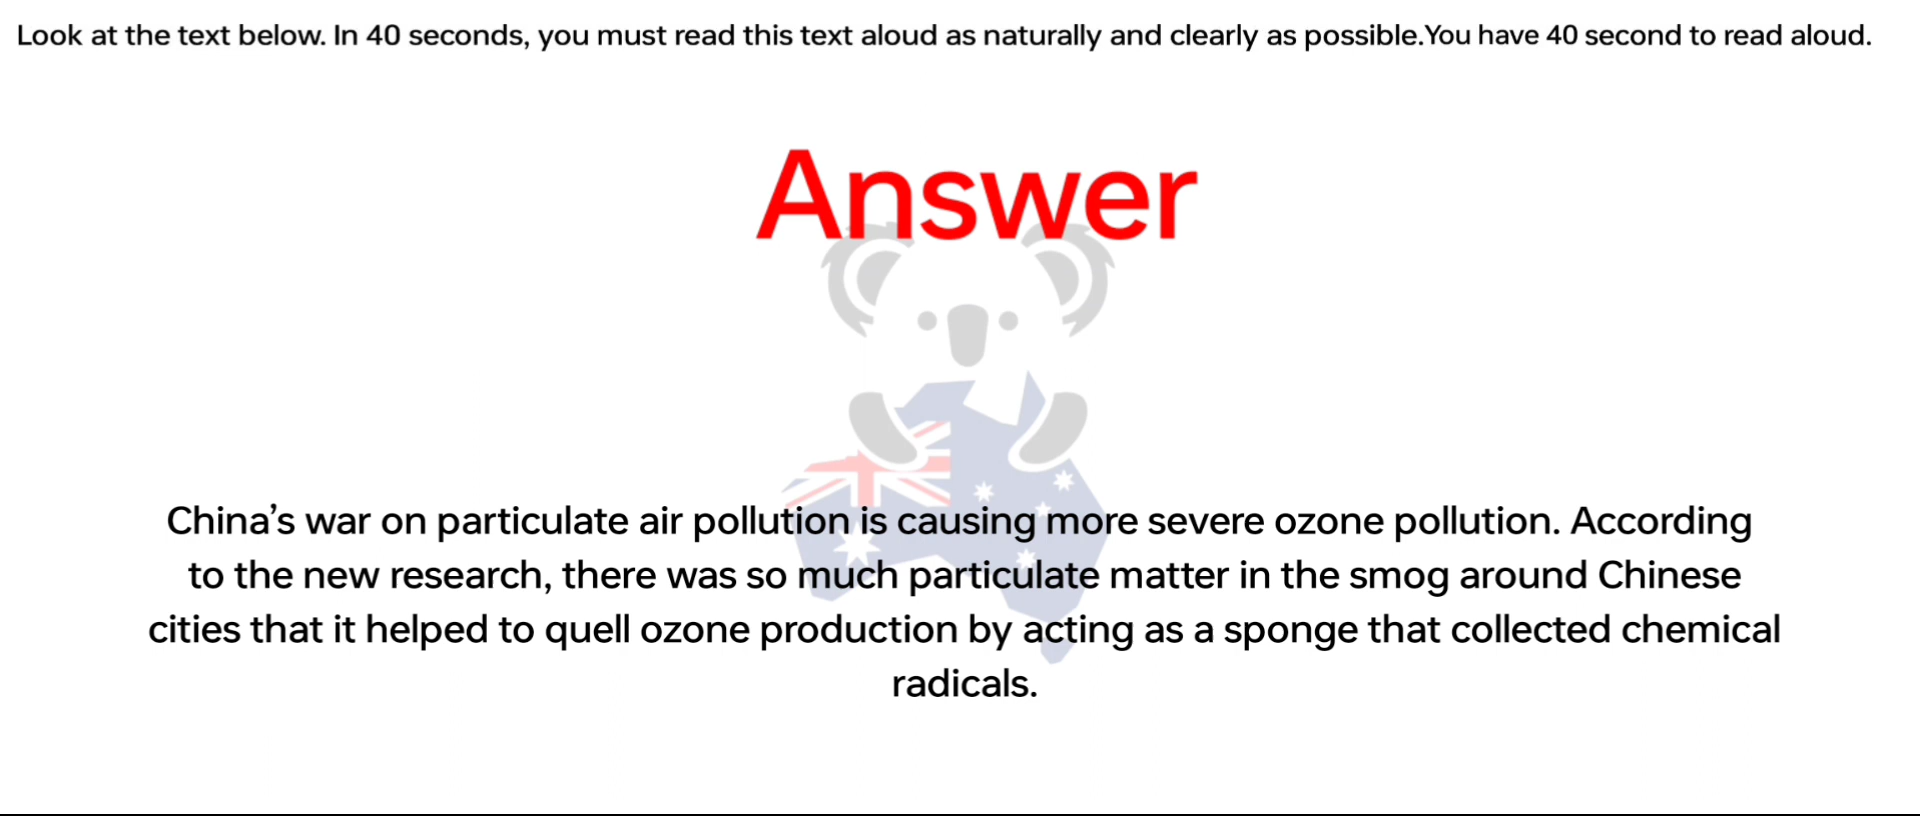 Look at the text below. In 40 seconds, you must read this text aloud as naturally and clearly as possible.You have 40 second to read aloud.
Answer
China's war on particulate air pollution is causing more severe ozone pollution. According
to the new research, there was so much particulate matter in the smog around Chinese
cities that it helped to quell ozone production by acting as a sponge that collected chemical
radicals.